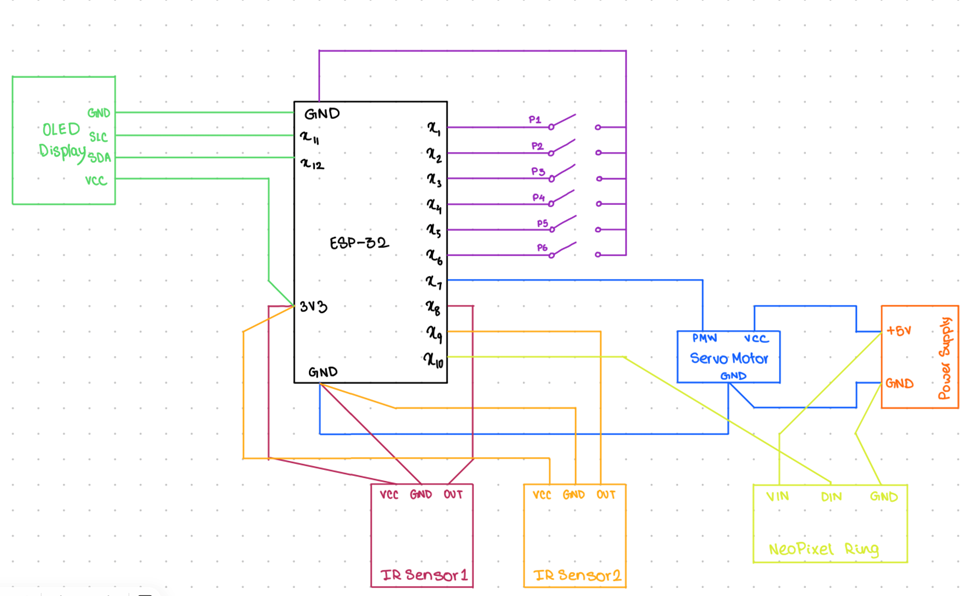 GND
OLED
Display
SLC
SDA
VCC
GND
x11
x12
ESP-32
3V3
GND
x1
x2
x3
x4
x5
x6
x7
x8
x9
x10
P1
P2
P3
P4
P5
P6
PMW VCC
Servo Motor
GND
+5V
GND
Power Supply
VCC GND OUT
IR Sensor1
VCC GND OUT
IR Sensor2
VIN DIN GND
NeoPixel Ring